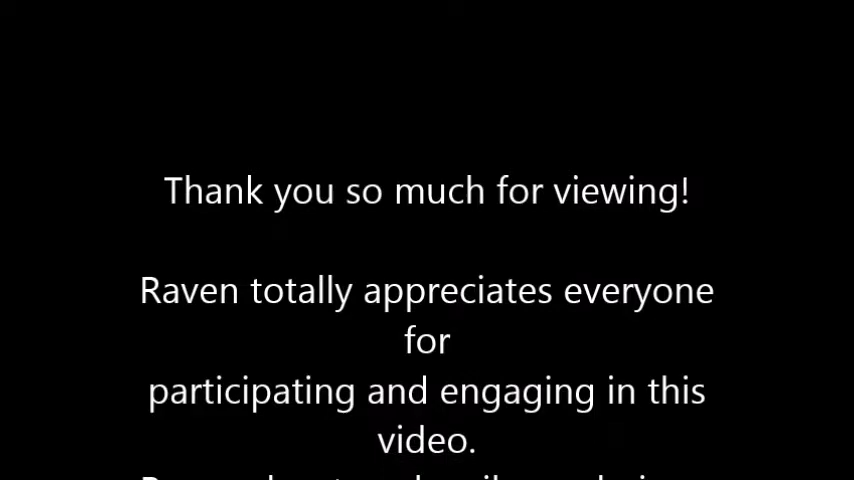 Thank you so much for viewing!
Raven totally appreciates everyone
for
participating and engaging in this
video.